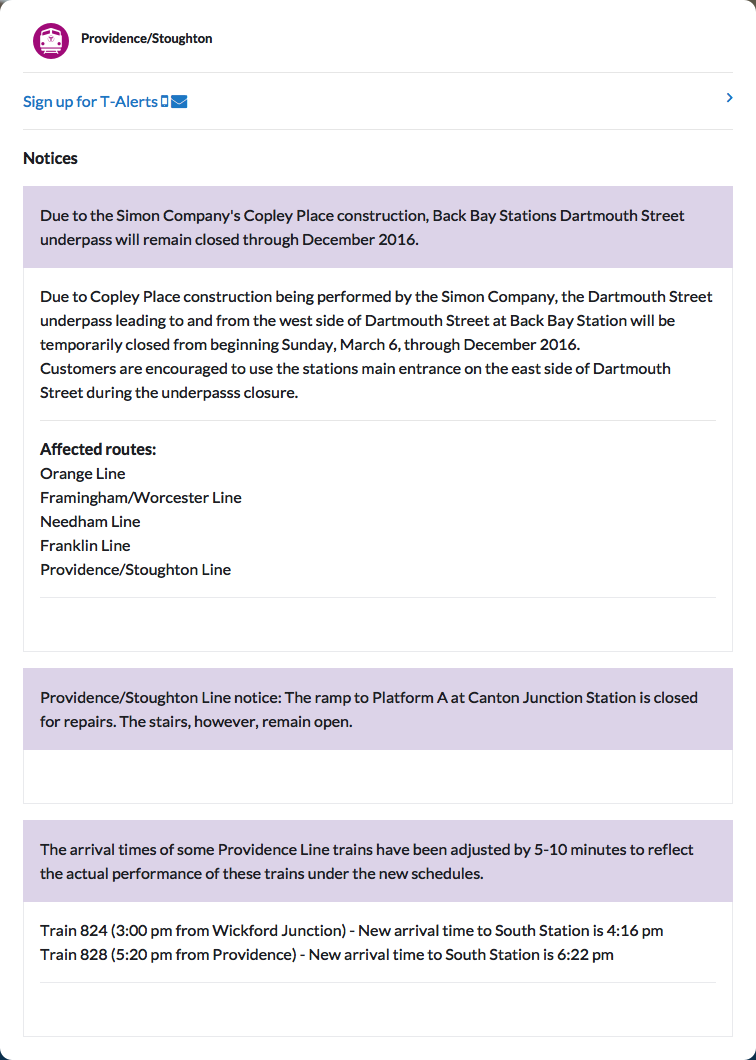 Providence/Stoughton
Sign up for T-Alerts
Notices
Due to the Simon Company's Copley Place construction, Back Bay Stations Dartmouth Street
underpass will remain closed through December 2016.
Due to Copley Place construction being performed by the Simon Company, the Dartmouth Street
underpass leading to and from the west side of Dartmouth Street at Back Bay Station will be
temporarily closed from beginning Sunday, March 6, through December 2016.
Customers are encouraged to use the stations main entrance on the east side of Dartmouth
Street during the underpasss closure.
Affected routes:
Orange Line
Framingham/Worcester Line
Needham Line
Franklin Line
Providence/Stoughton Line
Providence/Stoughton Line notice: The ramp to Platform A at Canton Junction Station is closed
for repairs. The stairs, however, remain open.
The arrival times of some Providence Line trains have been adjusted by 5-10 minutes to reflect
the actual performance of these trains under the new schedules.
Train 824 (3:00 pm from Wickford Junction) - New arrival time to South Station is 4:16 pm
Train 828 (5:20 pm from Providence) - New arrival time to South Station is 6:22 pm